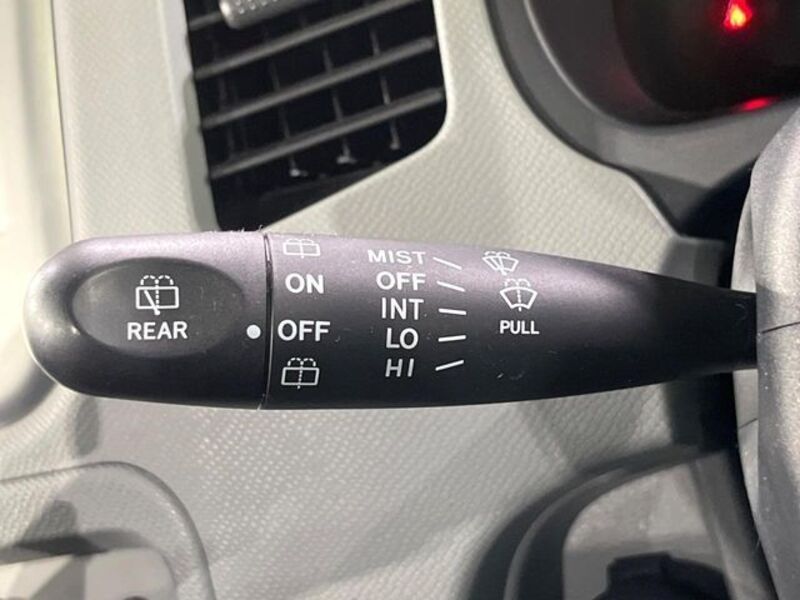 REAR
ON
OFF
MIST
OFF
INT
LO
HI
PULL